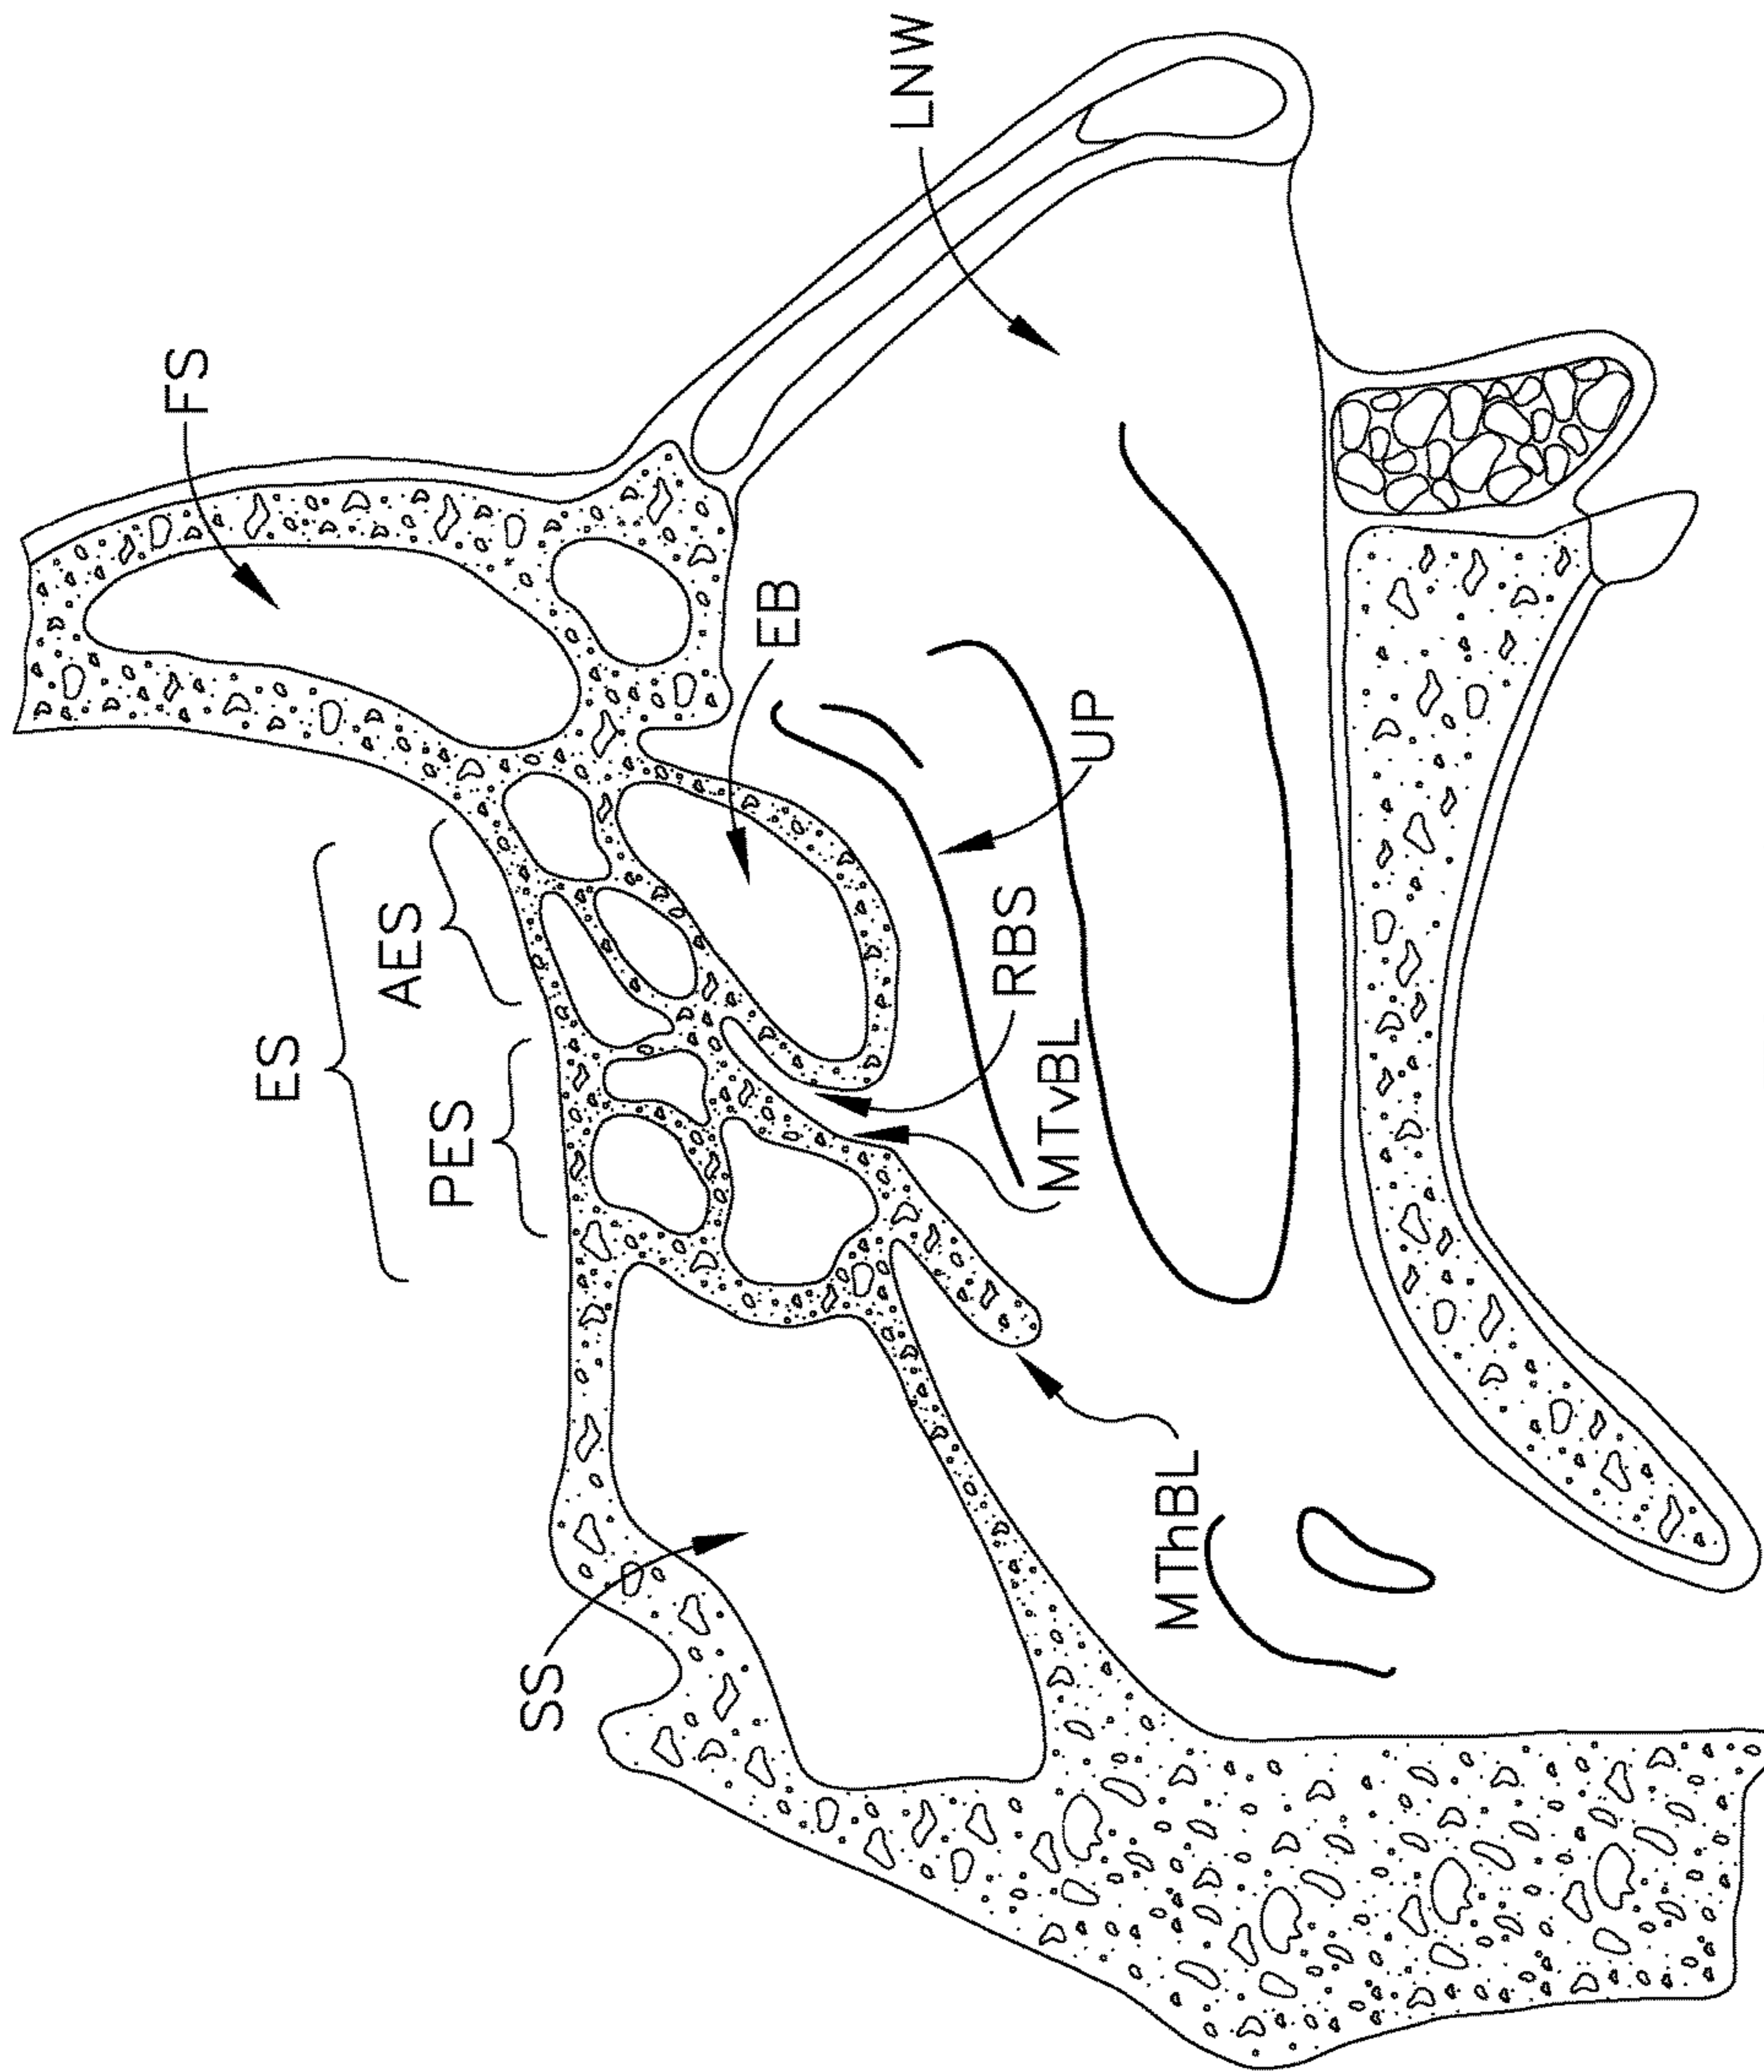 SS
ES
PES
AES
FS
MThBL
MTvBL
RBS
UP
EB
LNW